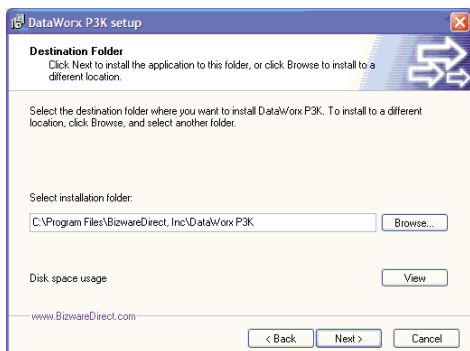 DataWorx P3K setup
Destination Folder
Click Next to install the application to this folder, or click Browse to install to a
different location.
Select the destination folder where you want to install DataWorx P3K. To install to a different
location, click Browse, and select another folder.
Select installation folder:
C:\Program Files\BizwareDirect, Inc\DataWorx P3K
Browse...
Disk space usage
View
www.BizwareDirect.com
< Back
Next >
Cancel